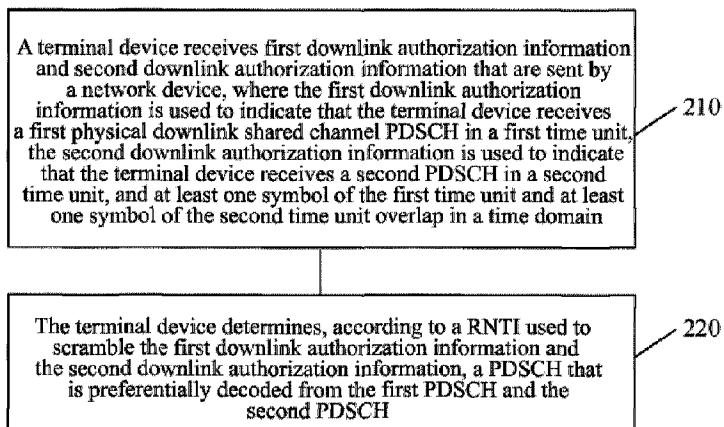 A terminal device receives first downlink authorization information
and second downlink authorization information that are sent by
a network device, where the first downlink authorization
information is used to indicate that the terminal device receives
a first physical downlink shared channel PDSCH in a first time unit,
the second downlink authorization information is used to indicate
that the terminal device receives a second PDSCH in a second
time unit, and at least one symbol of the first time unit and at least
one symbol of the second time unit overlap in a time domain
210
The terminal device determines, according to a RNTI used to
scramble the first downlink authorization information and
the second downlink authorization information, a PDSCH that
is preferentially decoded from the first PDSCH and the
second PDSCH
220